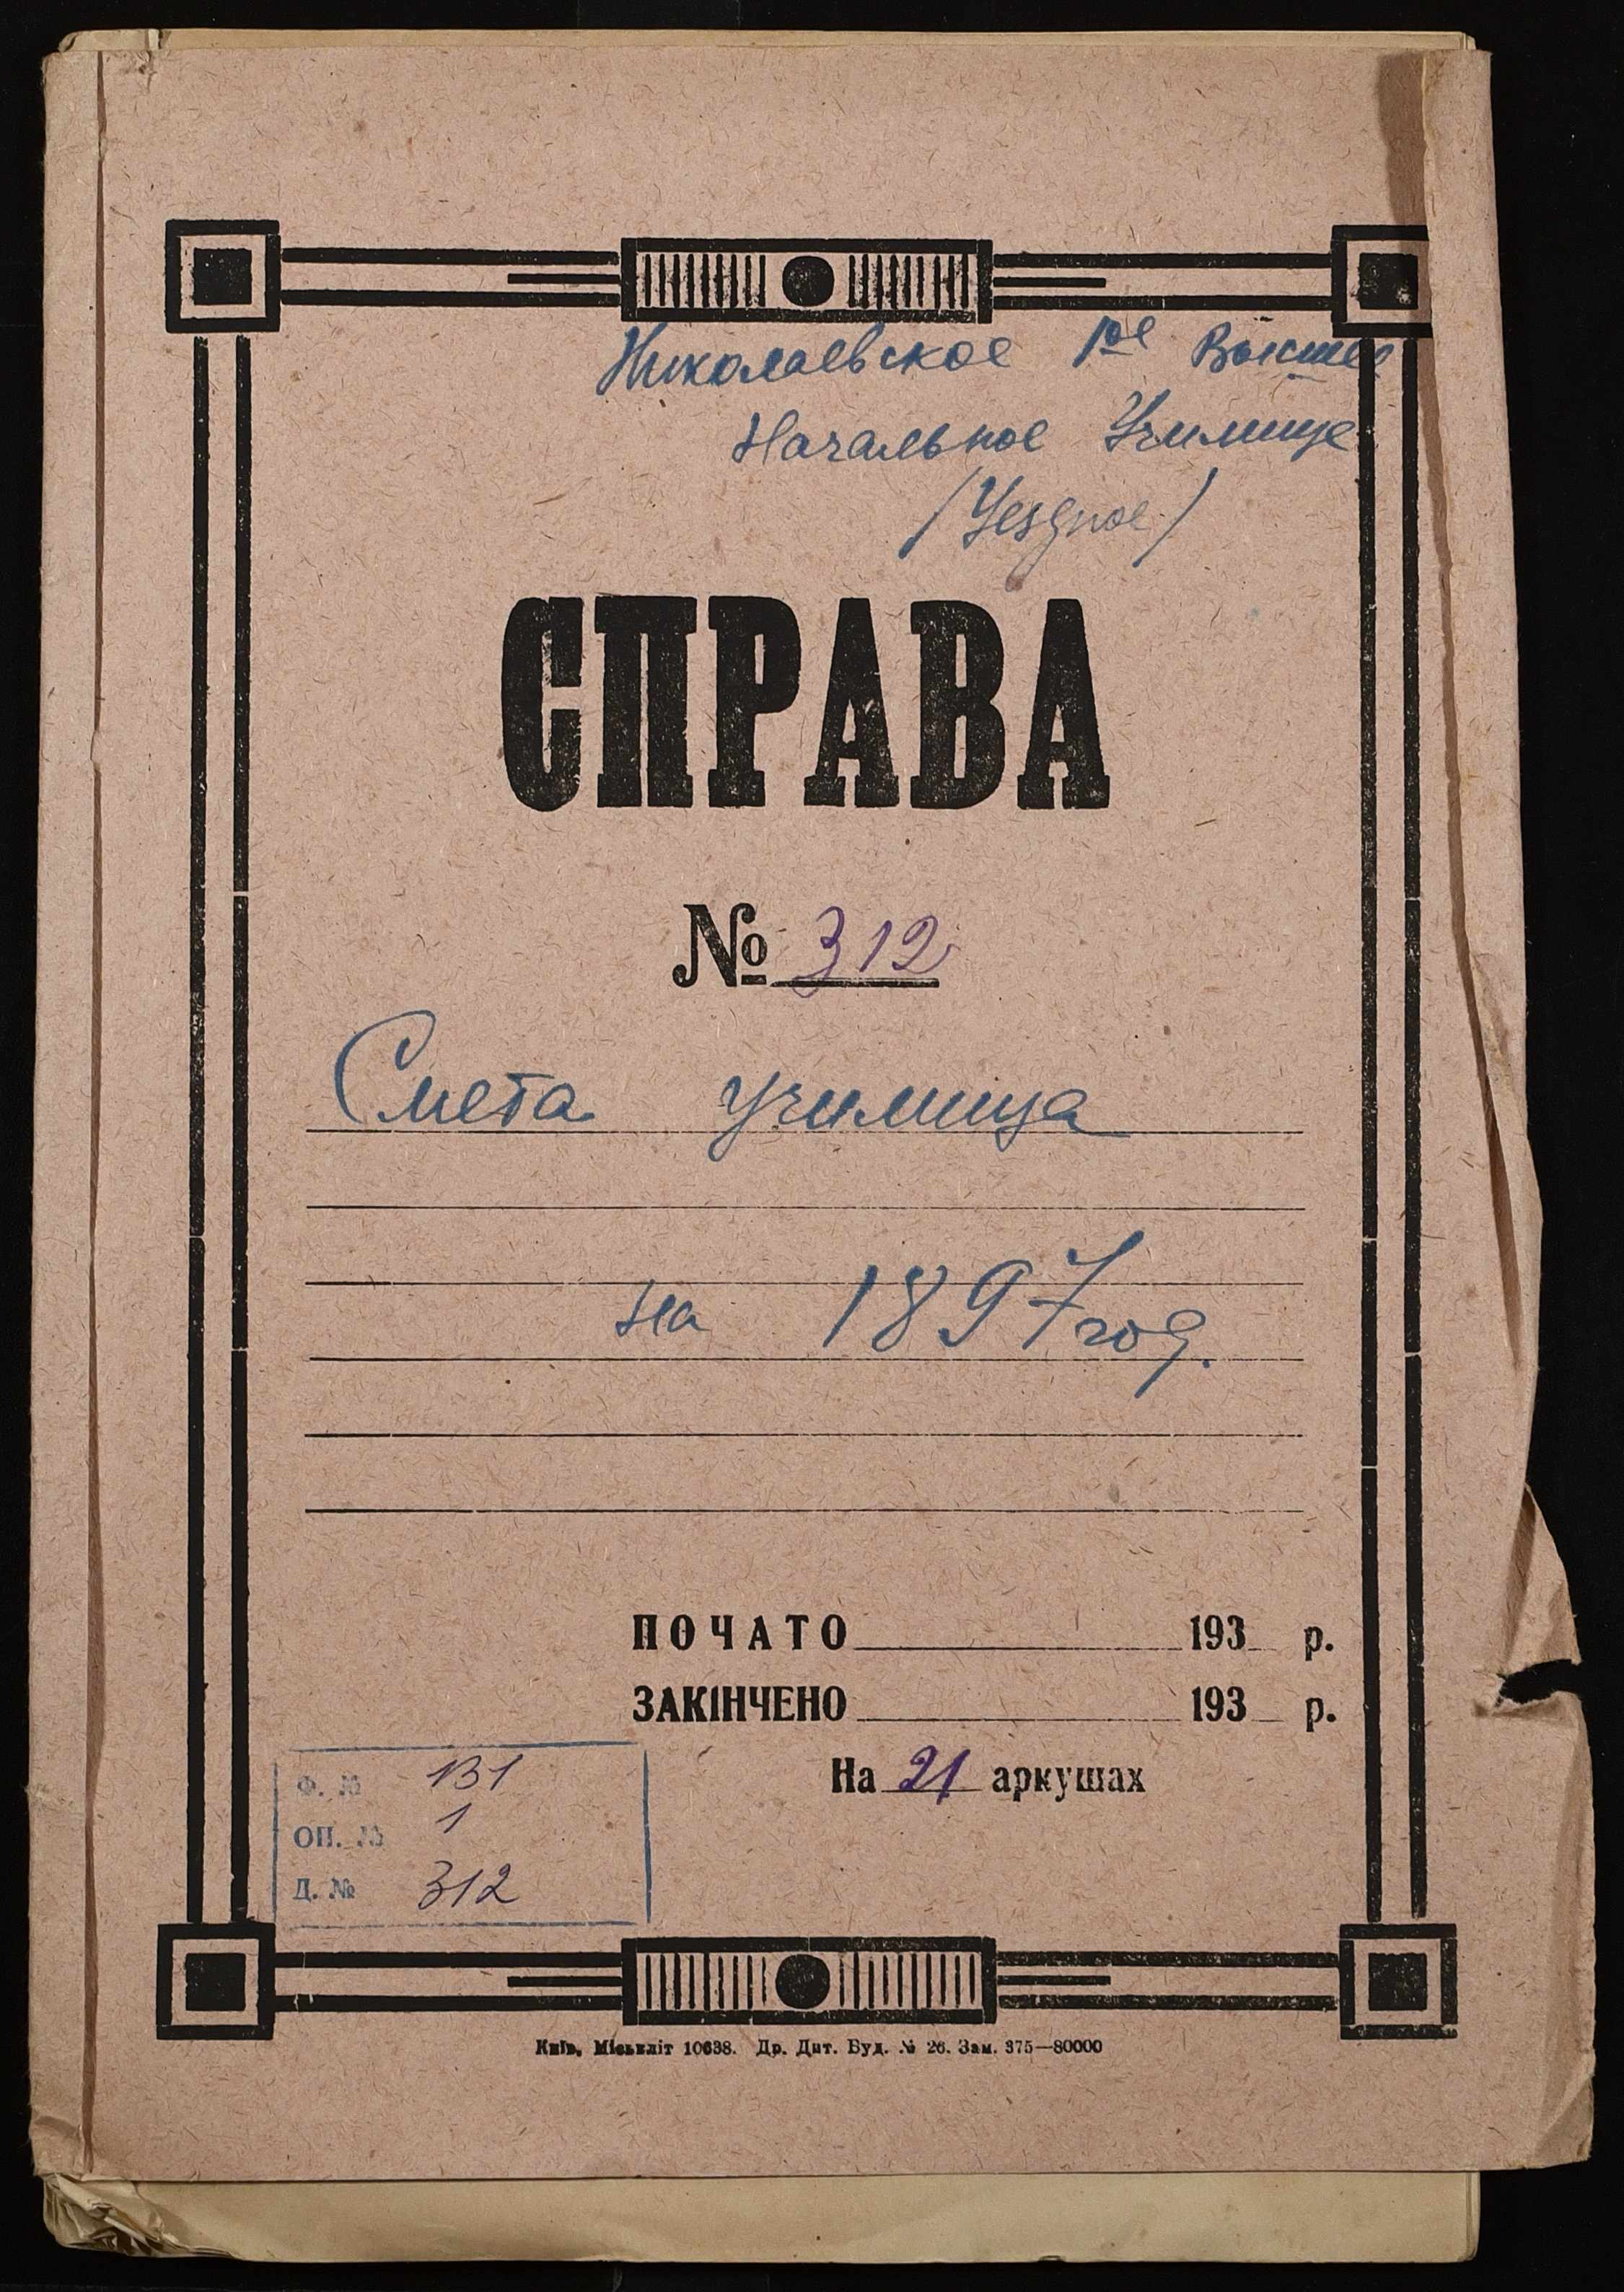 Николаевское 1ое Высшее
Начальное Училище
/Уездное/
СПРАВА
№ 312
Смета училища
на 1897 год.
ПОЧАТО 193 р.
ЗАКІНЧЕНО 193 р.
На 21 аркушах
Ф. № 131
ОП. № 1
Д. № 312
Київ, Міськліт 10638. Др. Дит. Буд. № 26. Зам. 375—80000